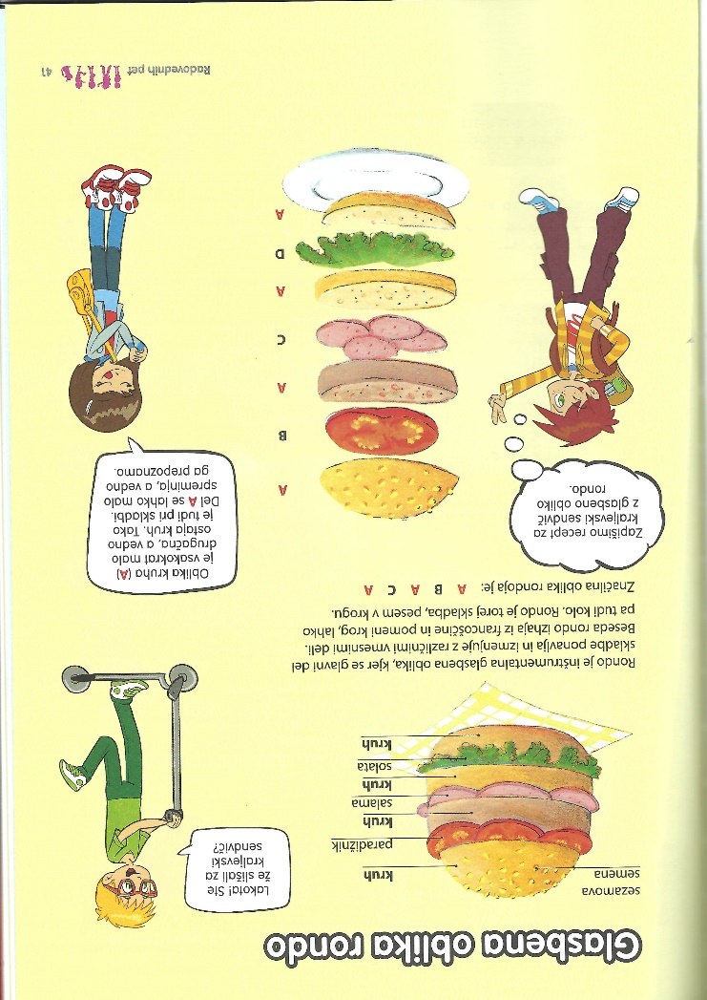 Glasbena oblika rondo
Lakota! Ste
že slišali za
kraljevski
sendvič?
sezamova
semena
kruh
paradižnik
kruh
salama
kruh
solata
kruh
Rondo je inštrumentalna glasbena oblika, kjer se glavni del
skladbe ponavlja in izmenjuje z različnimi vmesnimi deli.
Beseda rondo izhaja iz francoščine in pomeni krog, lahko
pa tudi kolo. Rondo je torej skladba, pesem v krogu.
Značilna oblika rondoja je: A B A C A
Zapišimo recept za
kraljevski sendvič
z glasbeno obliko
rondo.
A
B
A
C
A
D
A
Oblika kruha (A)
je vsakokrat malo
drugačna, a vedno
ostaja kruh. Tako
je tudi pri skladbi.
Del A se lahko malo
spreminja, a vedno
ga prepoznamo.
Radovednih pet 41